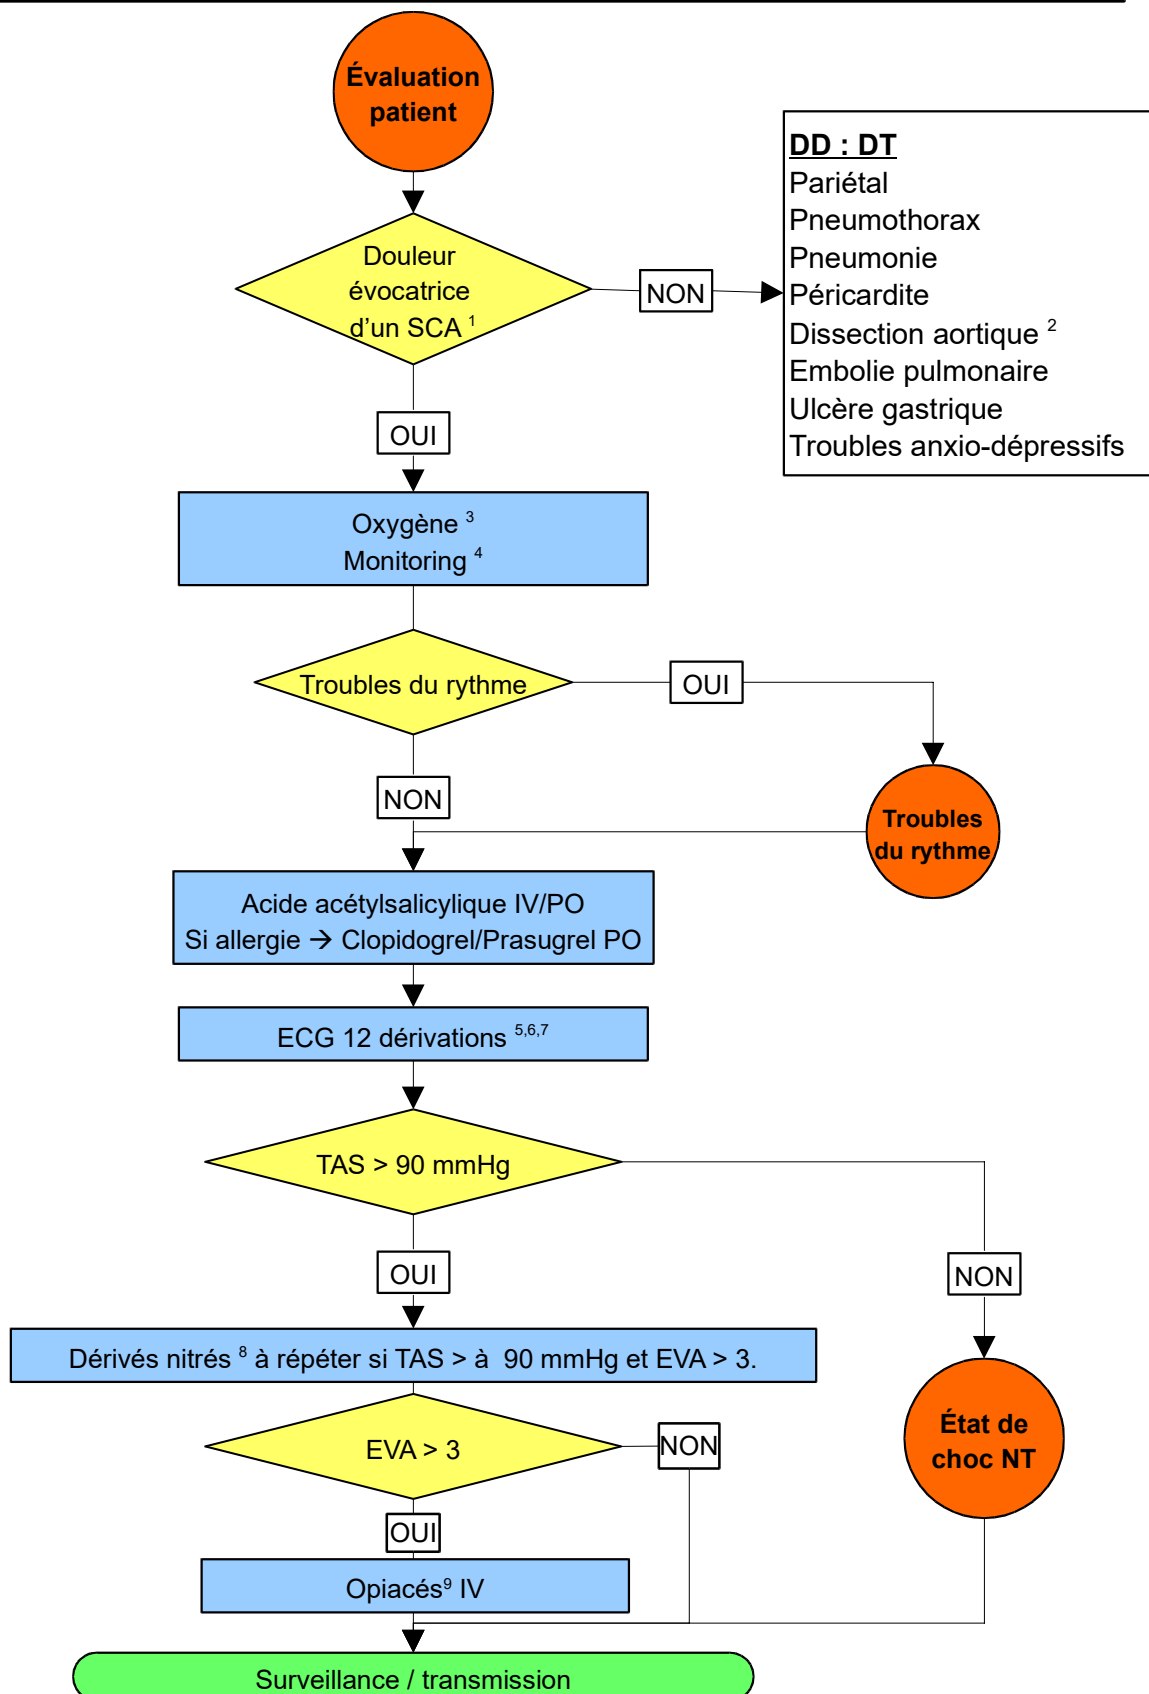 Évaluation
patient
DD : DT
Pariétal
Pneumothorax
Pneumonie
Péricardite
Dissection aortique 2
Embolie pulmonaire
Ulcère gastrique
Troubles anxio-dépressifs
Douleur
évocatrice
d'un SCA 1
NON
OUI
Oxygène 3
Monitoring 4
Troubles du rythme
OUI
NON
Troubles
du rythme
Acide acétylsalicylique IV/PO
Si allergie → Clopidogrel/Prasugrel PO
ECG 12 dérivations 5,6,7
TAS > 90 mmHg
OUI
NON
Dérivés nitrés 8 à répéter si TAS > à 90 mmHg et EVA > 3.
État de
choc NT
EVA > 3
NON
OUI
Opiacés9 IV
Surveillance / transmission